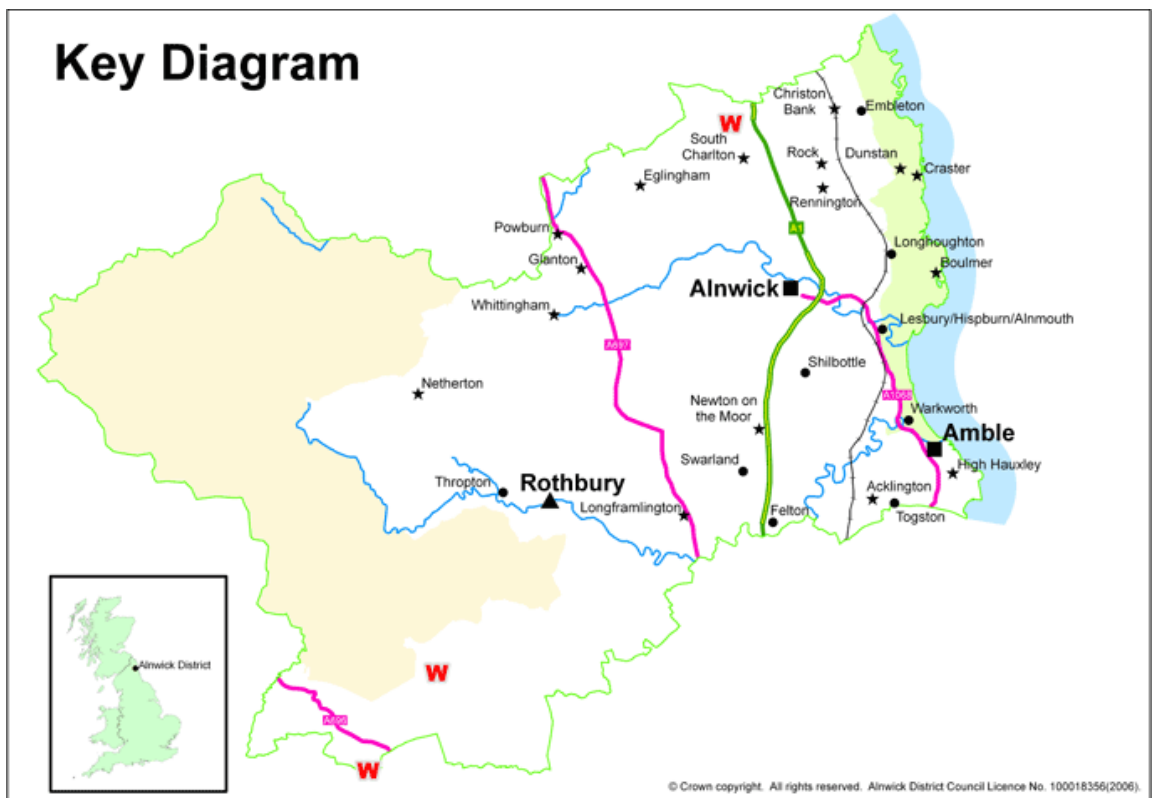 Key Diagram
Christon
Bank
Embleton
W
South
Charlton
Rock
Dunstan
Craster
Eglingham
Rennington
Powburn
A1
Longhoughton
Glanton
Boulmer
Alnwick
Whittingham
Lesbury/Hispburn/Alnmouth
A697
Shilbottle
Netherton
A1068
Newton on
the Moor
Warkworth
Amble
Swarland
High Hauxley
Thropton
Rothbury
Acklington
Longframlington
Felton
Togston
Alnwick District
W
A696
W
© Crown copyright. All rights reserved. Alnwick District Council Licence No. 100018356(2006).